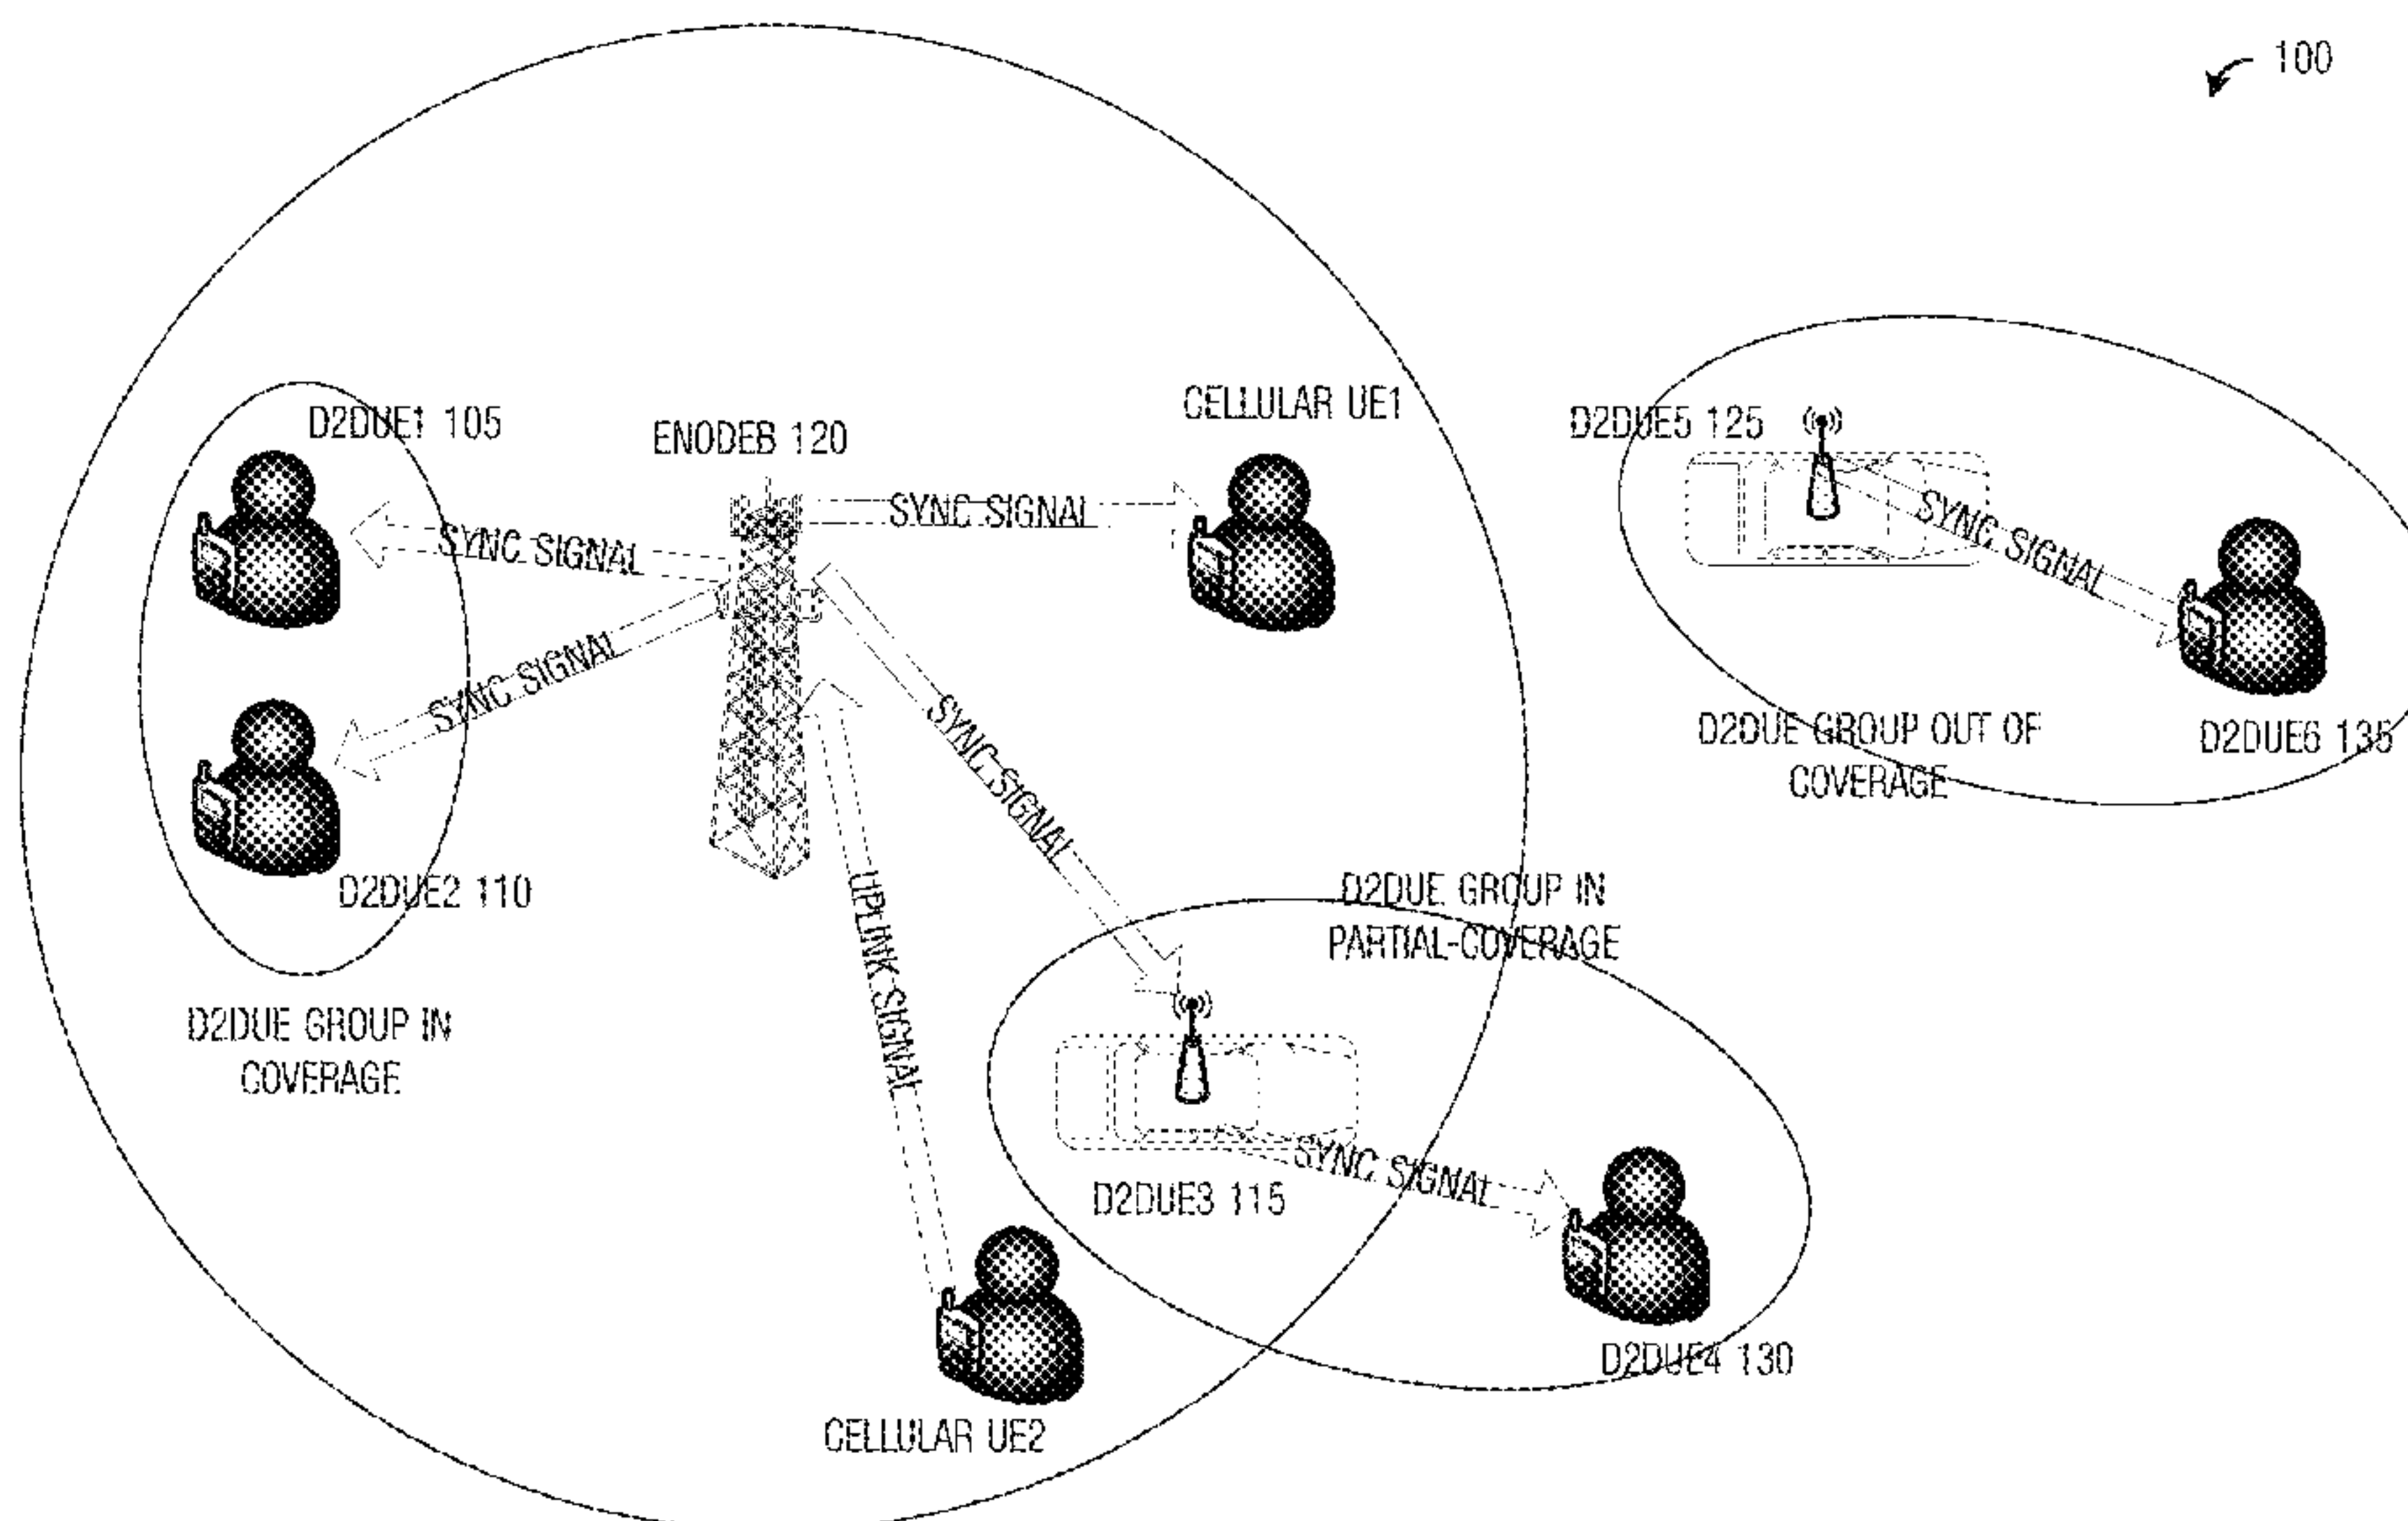 100
D2DUE1 105
ENODEB 120
CELLULAR UE1
D2DUE5 125
SYNC SIGNAL
SYNC SIGNAL
SYNC SIGNAL
SYNC SIGNAL
SYNC SIGNAL
D2DUE GROUP OUT OF
COVERAGE
D2DUE6 135
D2DUE2 110
UPLINK SIGNAL
D2DUE GROUP IN
PARTIAL-COVERAGE
D2DUE GROUP IN
COVERAGE
D2DUE3 115
SYNC SIGNAL
D2DUE4 130
CELLULAR UE2